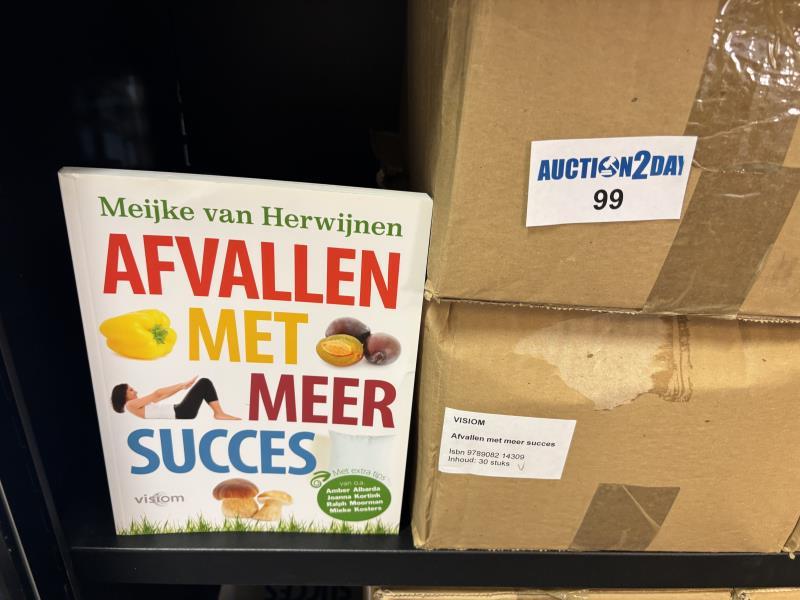 Meijke van Herwijnen
AFVALLEN
MET
MEER
SUCCES
visiom
Met extra tips
van o.a.
Amber Albarda
Joanna Kortink
Ralph Moorman
Mieke Kosters
AUCTION2DAY
99
VISIOM
Afvallen met meer succes
Isbn 9789082 14309
Inhoud: 30 stuks